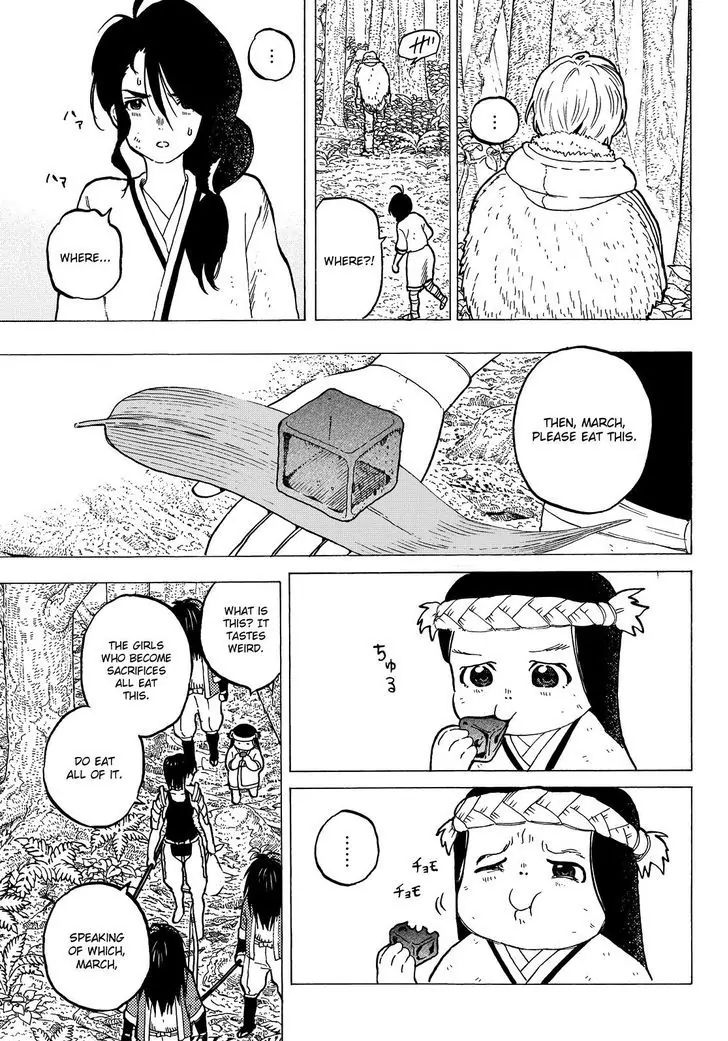 ...
ザッ
WHERE?!
...
ハァ
ハァ
WHERE...
THEN, MARCH,
PLEASE EAT THIS.
ちゅる
......
チョモ
チョモ
WHAT IS
THIS? IT
TASTES
WEIRD.
THE GIRLS
WHO BECOME
SACRIFICES
ALL EAT
THIS.
DO EAT
ALL OF IT.
SPEAKING
OF WHICH,
MARCH,